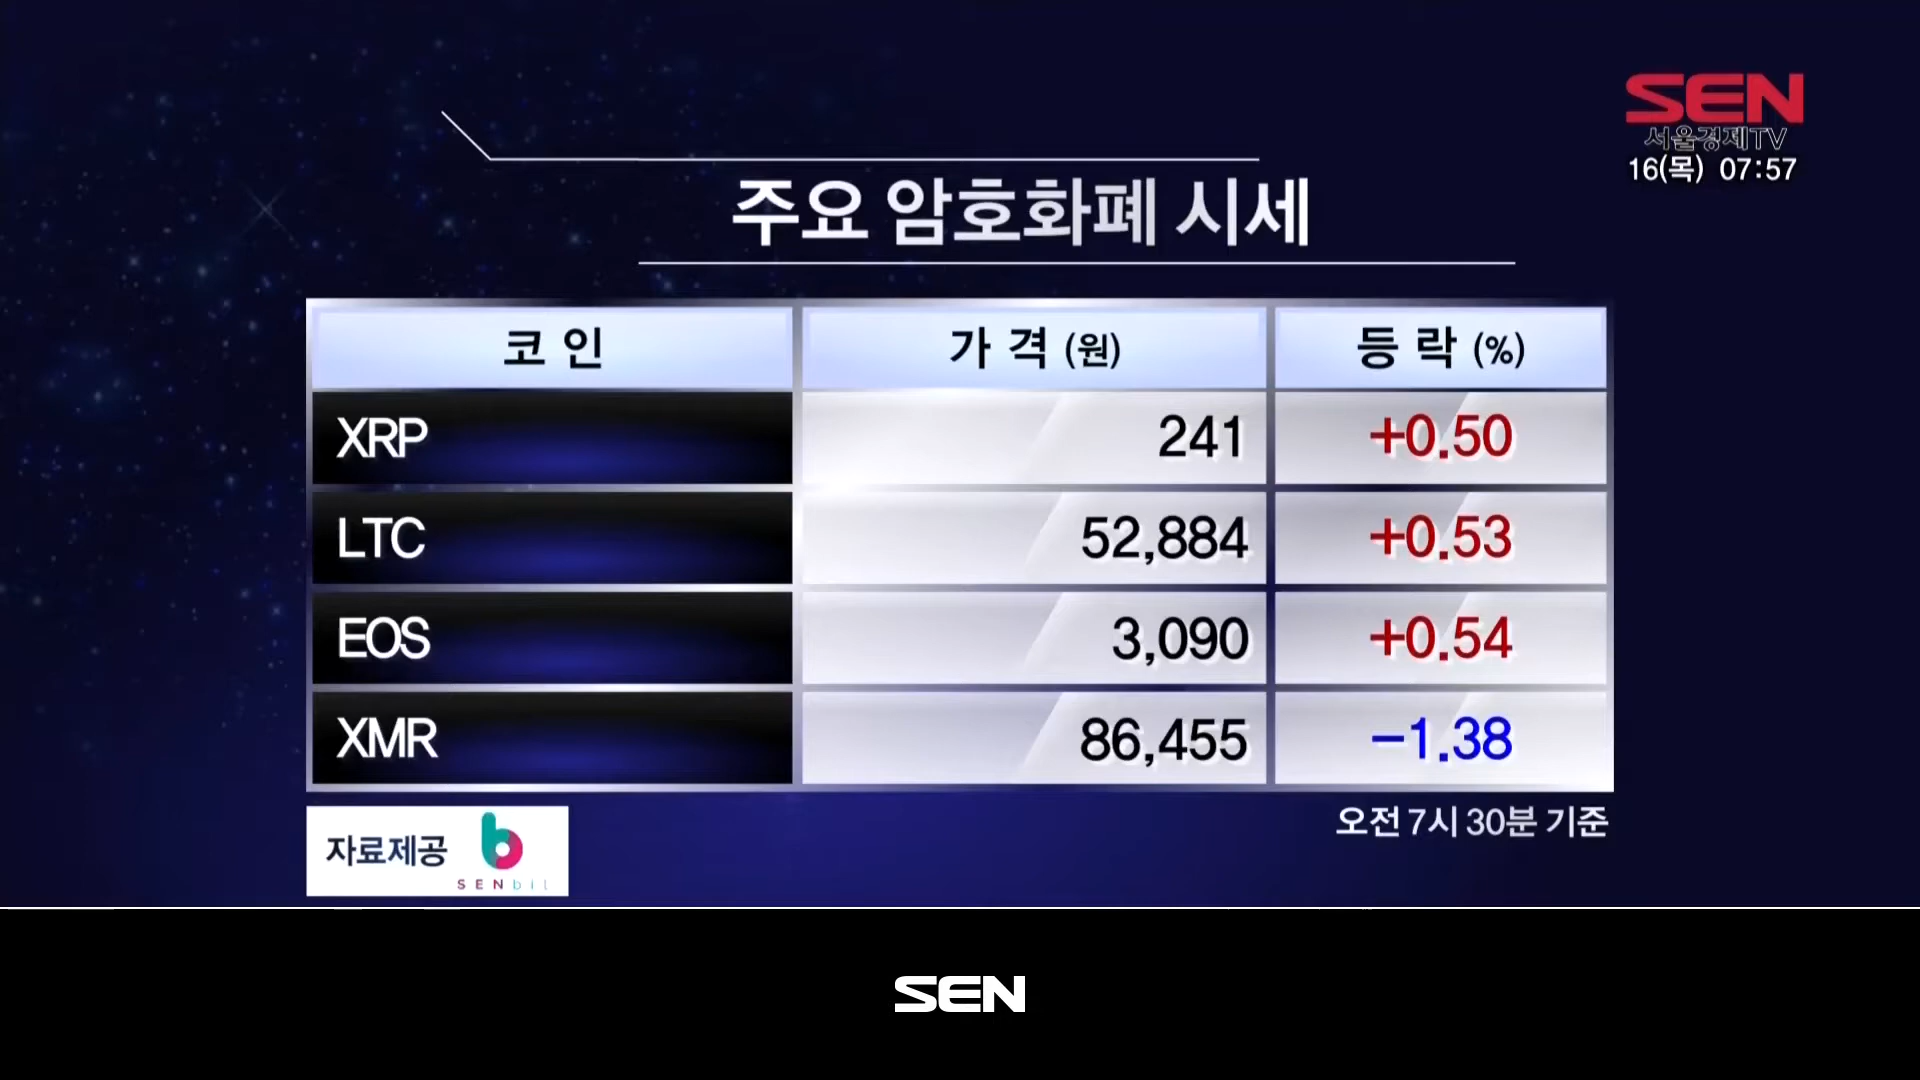 SEN
서울경제TV
16(목) 07:57
주요 암호화폐 시세
코 인 가 격 (원) 등 락 (%)
XRP 241 +0.50
LTC 52,884 +0.53
EOS 3,090 +0.54
XMR 86,455 -1.38
자료제공 b
SENbit
오전 7시 30분 기준
SEN